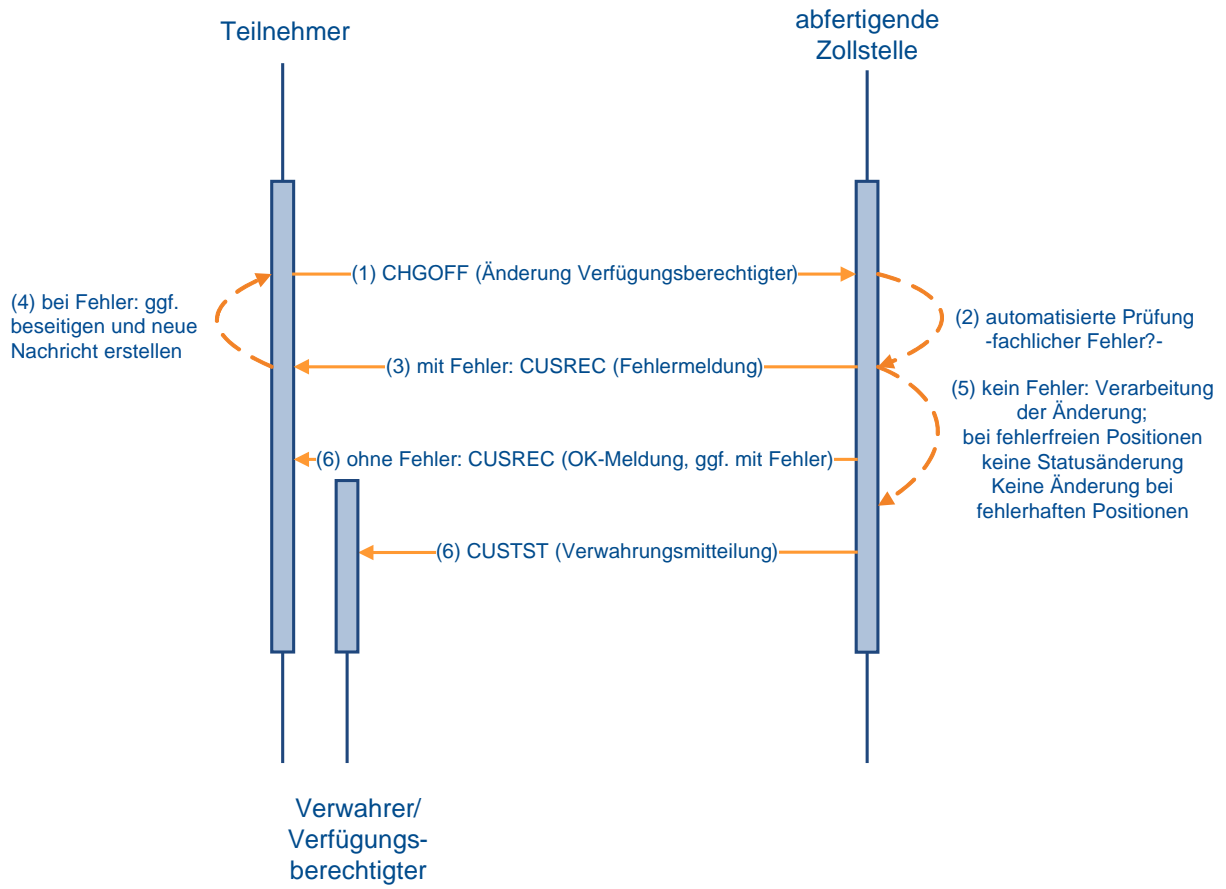 Teilnehmer
abfertigende
Zollstelle
(1) CHGOFF (Änderung Verfügungsberechtigter)
(4) bei Fehler: ggf.
beseitigen und neue
Nachricht erstellen
(2) automatisierte Prüfung
-fachlicher Fehler?-
(3) mit Fehler: CUSREC (Fehlermeldung)
(5) kein Fehler: Verarbeitung
der Änderung;
bei fehlerfreien Positionen
keine Statusänderung
Keine Änderung bei
fehlerhaften Positionen
(6) ohne Fehler: CUSREC (OK-Meldung, ggf. mit Fehler)
(6) CUSTST (Verwahrungsmitteilung)
Verwahrer/
Verfügungs-
berechtigter